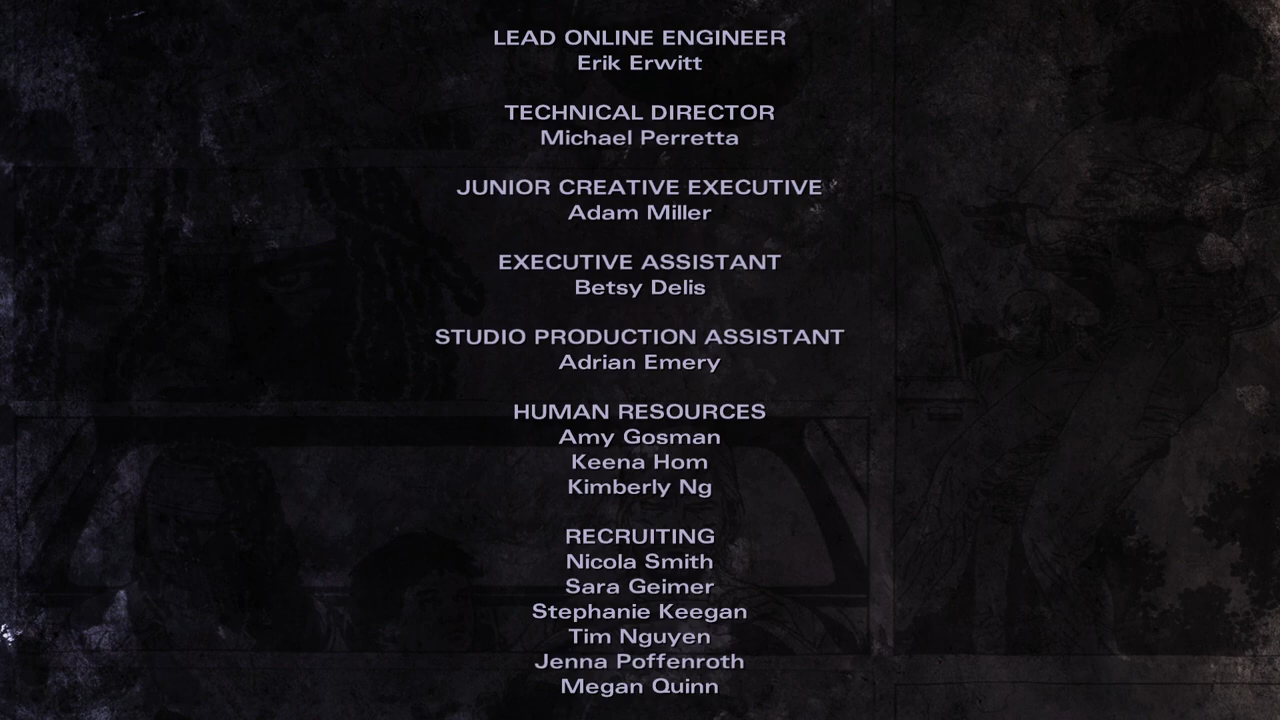 LEAD ONLINE ENGINEER
Erik Erwitt
TECHNICAL DIRECTOR
Michael Perretta
JUNIOR CREATIVE EXECUTIVE
Adam Miller
EXECUTIVE ASSISTANT
Betsy Delis
STUDIO PRODUCTION ASSISTANT
Adrian Emery
HUMAN RESOURCES
Amy Gosman
Keena Hom
Kimberly Ng
RECRUITING
Nicola Smith
Sara Geimer
Stephanie Keegan
Tim Nguyen
Jenna Poffenroth
Megan Quinn